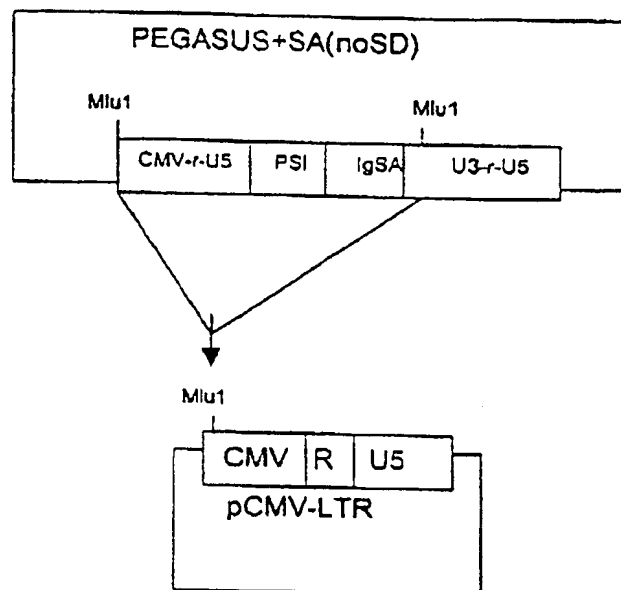 PEGASUS+SA(noSD)
Mlu1 Mlu1
CMV-r-U5 PSI IgSA U3-r-U5
Mlu1
CMV R U5
pCMV-LTR